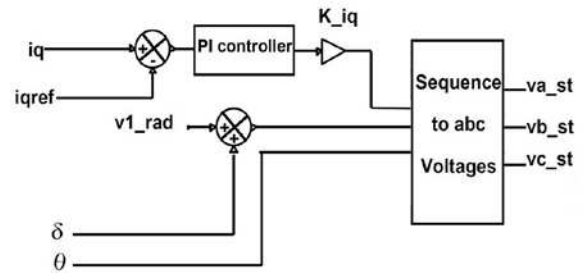 K_iq
iq
PI controller
iqref
v1_rad
Sequence
to abc
Voltages
va_st
vb_st
vc_st
δ
θ
+
-
+
+